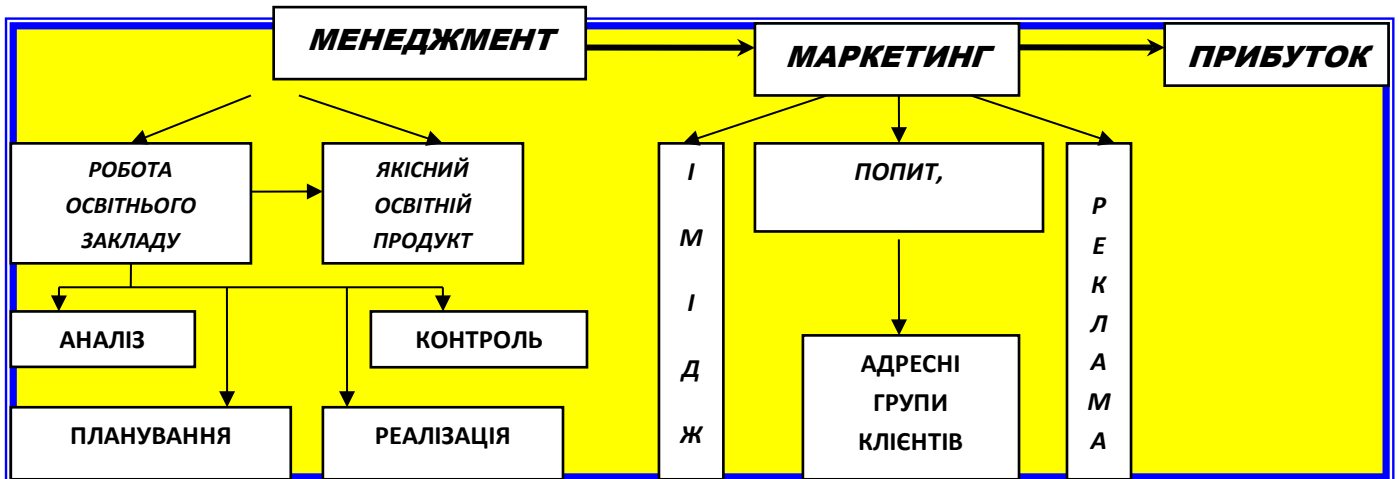 МЕНЕДЖМЕНТ
МАРКЕТИНГ
ПРИБУТОК
РОБОТА
ОСВІТНЬОГО
ЗАКЛАДУ
ЯКІСНИЙ
ОСВІТНІЙ
ПРОДУКТ
ІМІДЖ
ПОПИТ,
РЕКЛАМА
АНАЛІЗ
КОНТРОЛЬ
ПЛАНУВАННЯ
РЕАЛІЗАЦІЯ
АДРЕСНІ
ГРУПИ
КЛІЄНТІВ